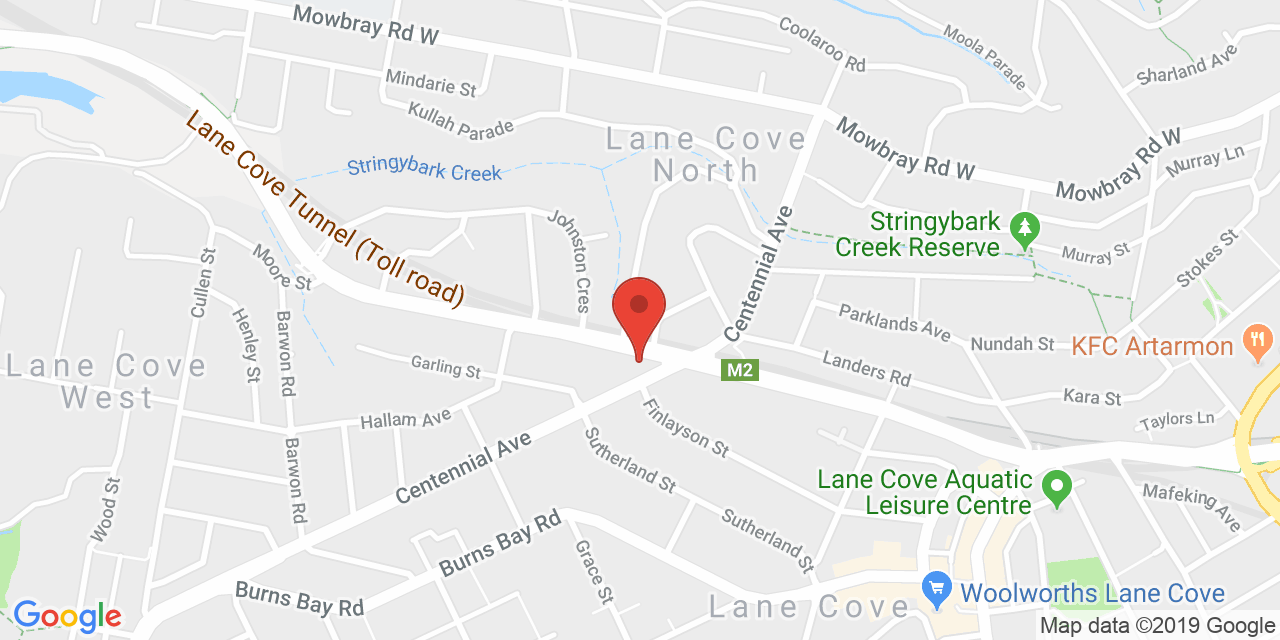 Mowbray Rd W
Coolaroo Rd
Moola Parade
Sharland Ave
Mindarie St
Kullah Parade
Lane Cove
North
Mowbray Rd W
Mowbray Rd W
Murray Ln
Stringybark Creek
Lane Cove Tunnel (Toll road)
Johnston Cres
Centennial Ave
Stringybark
Creek Reserve
Murray St
Stokes St
Cullen St
Moore St
Henley St
Barwon Rd
Parklands Ave
Nundah St
KFC Artarmon
Lane Cove
West
Garling St
M2
Landers Rd
Kara St
Taylors Ln
Hallam Ave
Finlayson St
Centennial Ave
Barwon Rd
Sutherland St
Lane Cove Aquatic
Leisure Centre
Mafeking Ave
Wood St
Burns Bay Rd
Sutherland St
Grace St
Burns Bay Rd
Lane Cove
Woolworths Lane Cove
Google
Map data ©2019 Google